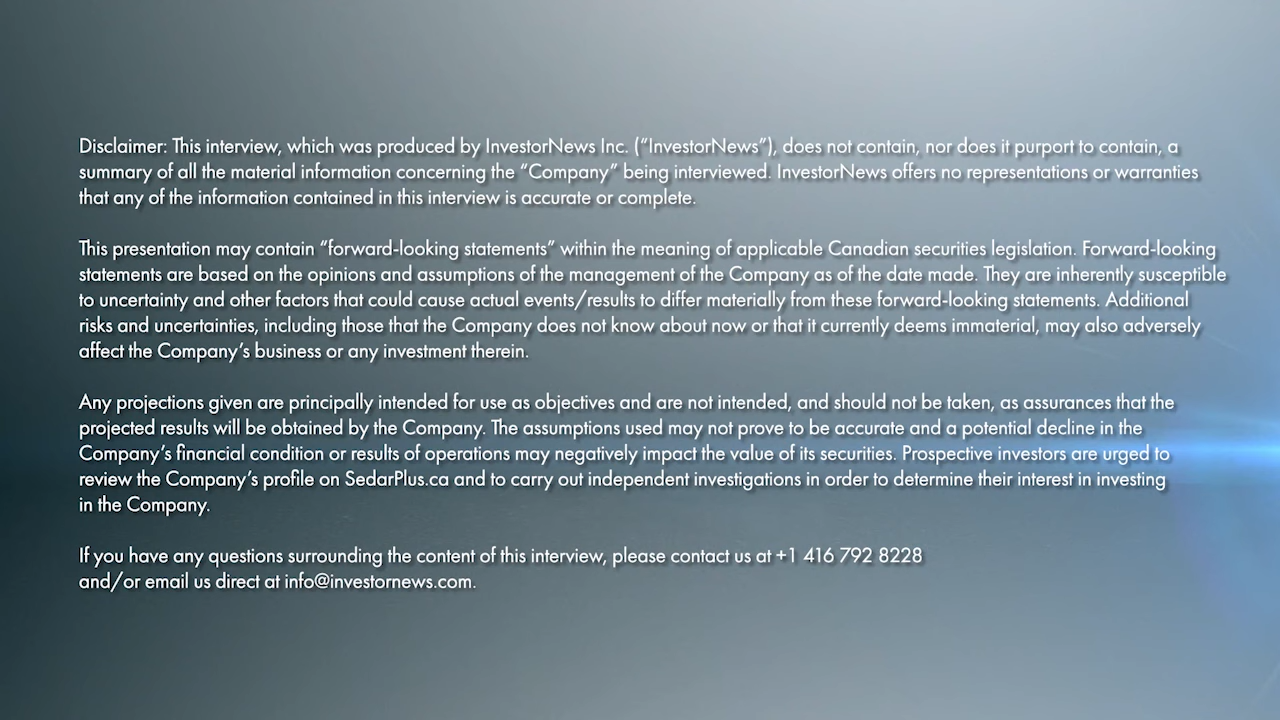 Disclaimer: This interview, which was produced by InvestorNews Inc. (“InvestorNews”), does not contain, nor does it purport to contain, a
summary of all the material information concerning the “Company” being interviewed. InvestorNews offers no representations or warranties
that any of the information contained in this interview is accurate or complete.
This presentation may contain “forward-looking statements” within the meaning of applicable Canadian securities legislation. Forward-looking
statements are based on the opinions and assumptions of the management of the Company as of the date made. They are inherently susceptible
to uncertainty and other factors that could cause actual events/results to differ materially from these forward-looking statements. Additional
risks and uncertainties, including those that the Company does not know about now or that it currently deems immaterial, may also adversely
affect the Company’s business or any investment therein.
Any projections given are principally intended for use as objectives and are not intended, and should not be taken, as assurances that the
projected results will be obtained by the Company. The assumptions used may not prove to be accurate and a potential decline in the
Company’s financial condition or results of operations may negatively impact the value of its securities. Prospective investors are urged to
review the Company’s profile on SedarPlus.ca and to carry out independent investigations in order to determine their interest in investing
in the Company.
If you have any questions surrounding the content of this interview, please contact us at +1 416 792 8228
and/or email us direct at info@investornews.com.